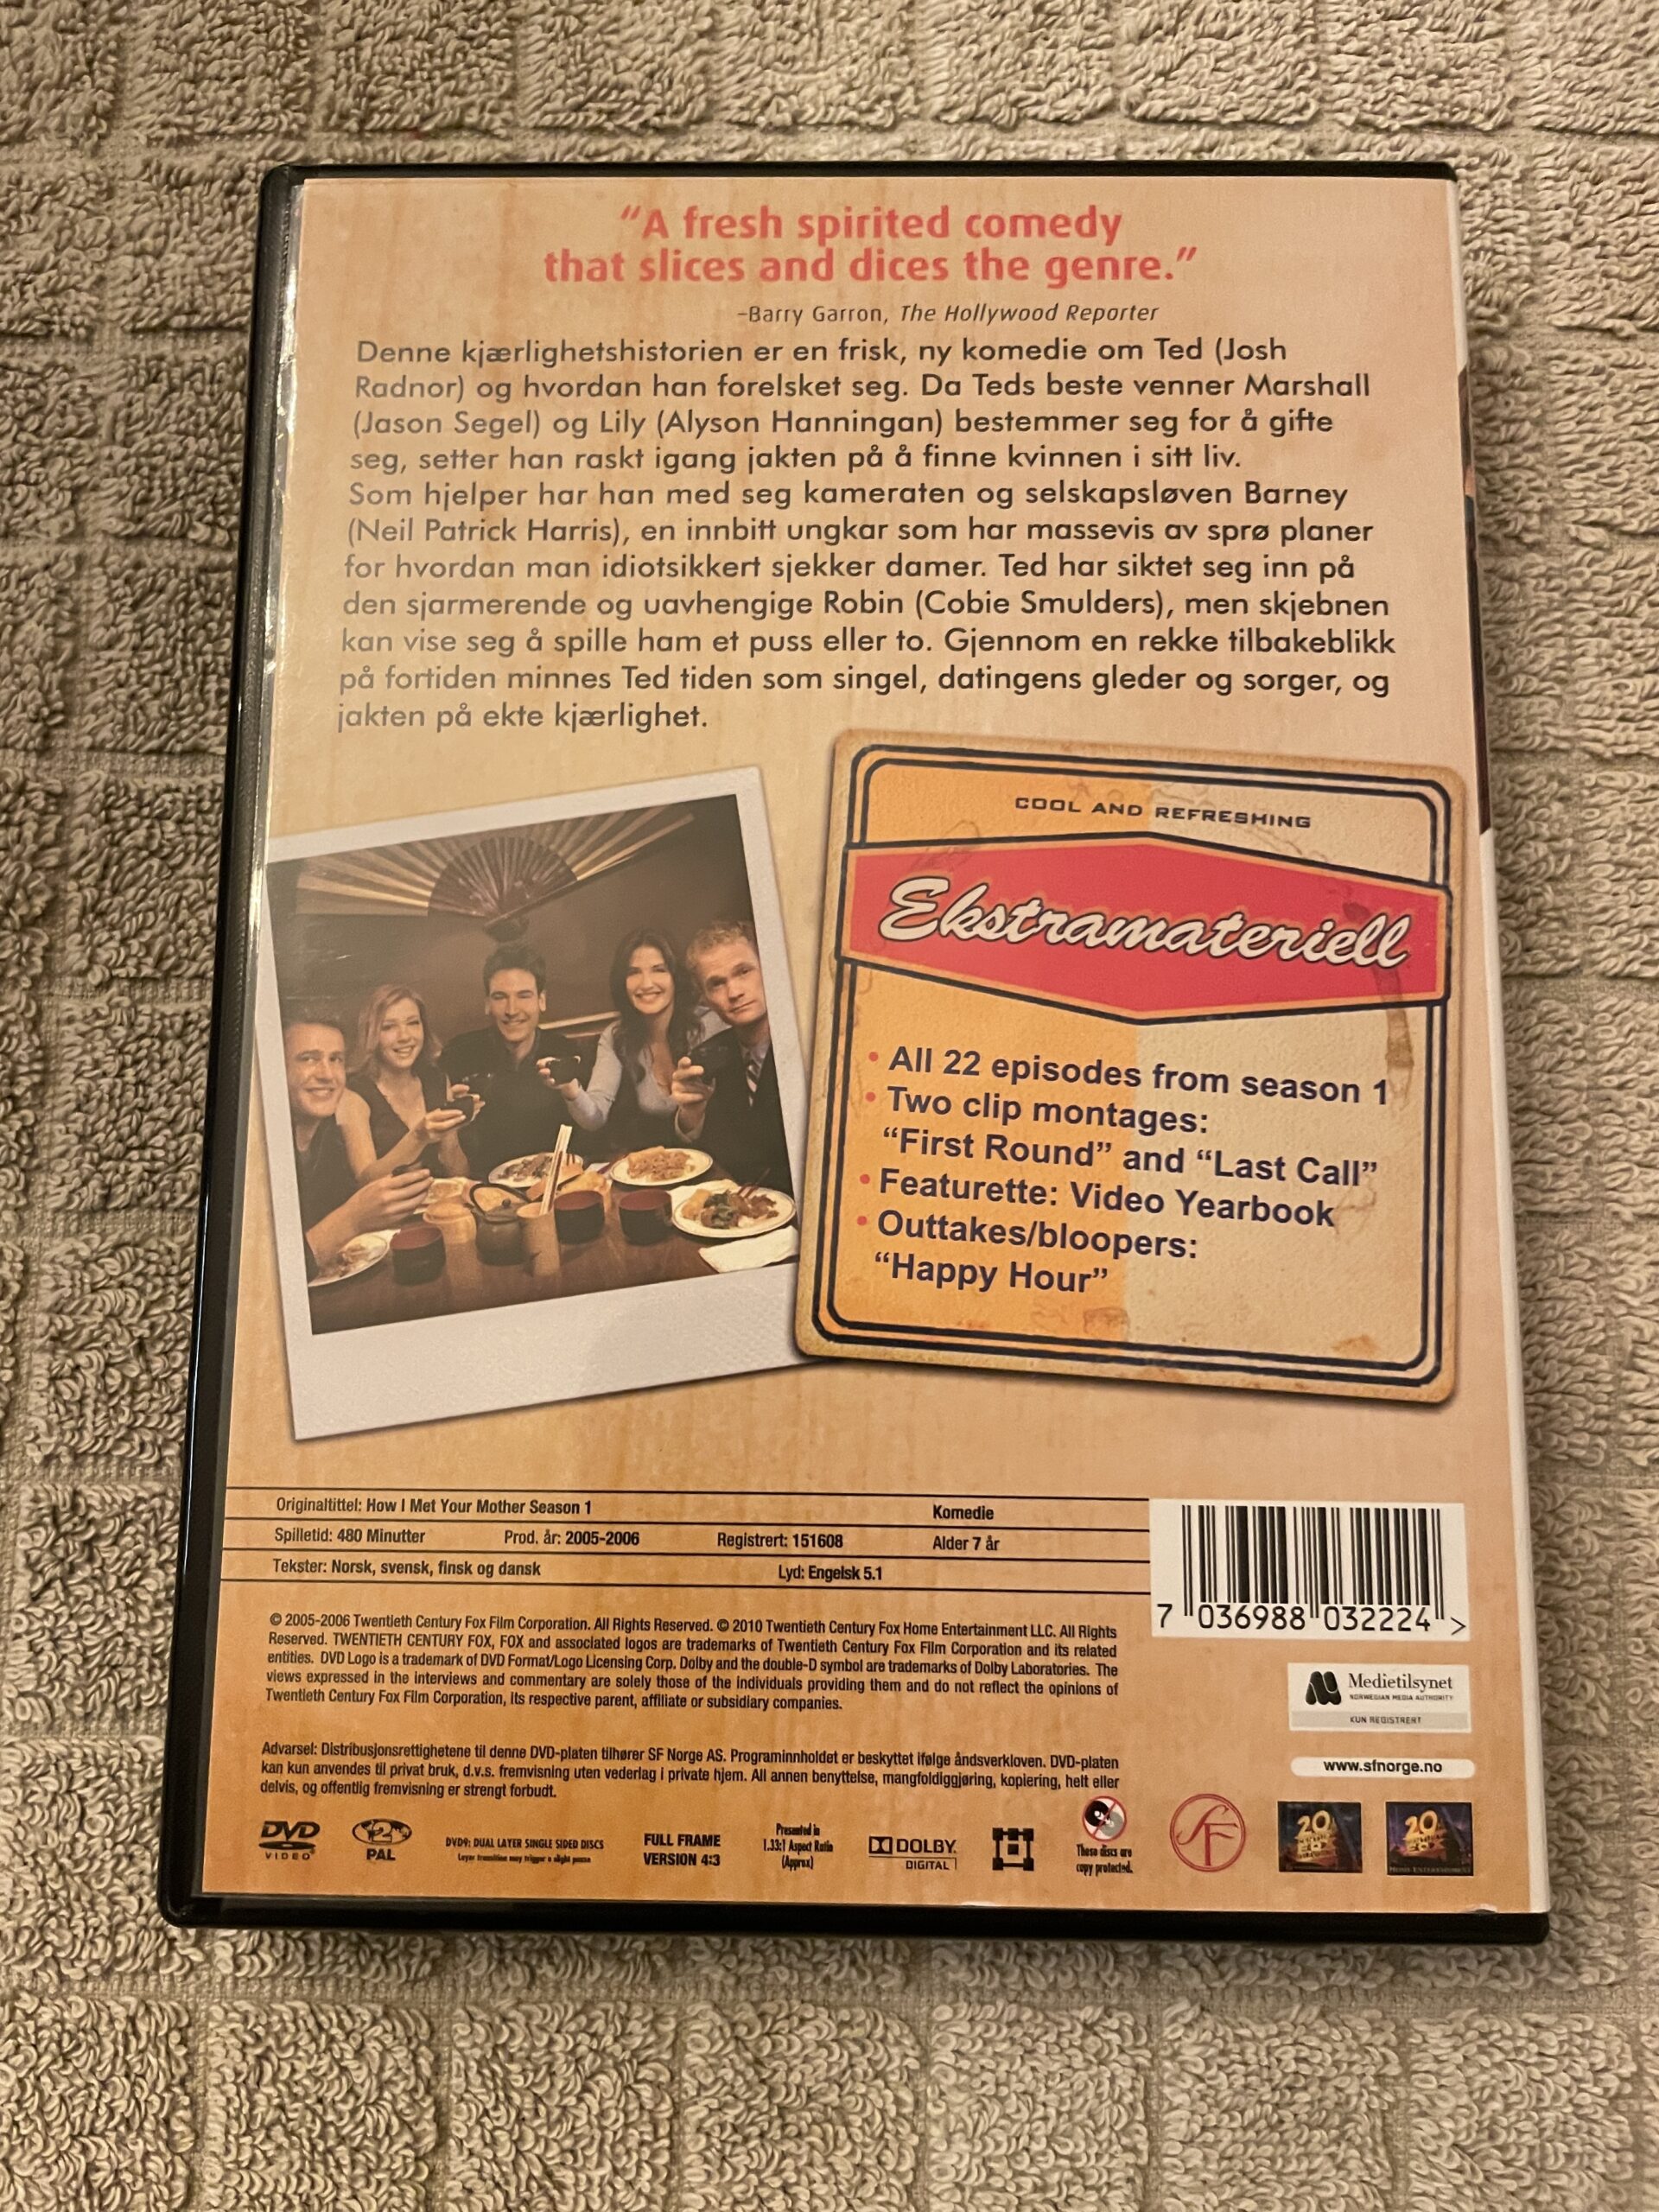 “A fresh spirited comedy
that slices and dices the genre.”
–Barry Garron, The Hollywood Reporter
Denne kjærlighetshistorien er en frisk, ny komedie om Ted (Josh
Radnor) og hvordan han forelsket seg. Da Teds beste venner Marshall
(Jason Segel) og Lily (Alyson Hanningan) bestemmer seg for å gifte
seg, setter han raskt igang jakten på å finne kvinnen i sitt liv.
Som hjelper har han med seg kameraten og selskapsløven Barney
(Neil Patrick Harris), en innbitt ungkar som har massevis av sprø planer
for hvordan man idiotsikkert sjekker damer. Ted har siktet seg inn på
den sjarmerende og uavhengige Robin (Cobie Smulders), men skjebnen
kan vise seg å spille ham et puss eller to. Gjennom en rekke tilbakeblikk
på fortiden minnes Ted tiden som singel, datingens gleder og sorger, og
jakten på ekte kjærlighet.
COOL AND REFRESHING
Ekstramateriell
• All 22 episodes from season 1
• Two clip montages:
“First Round” and “Last Call”
• Featurette: Video Yearbook
• Outtakes/bloopers:
“Happy Hour”
Originaltittel: How I Met Your Mother Season 1 Komedie
Spilletid: 480 Minutter Prod. år: 2005-2006 Registrert: 151608 Alder 7 år
Tekster: Norsk, svensk, finsk og dansk Lyd: Engelsk 5.1
7 036988 032224 >
© 2005-2006 Twentieth Century Fox Film Corporation. All Rights Reserved. © 2010 Twentieth Century Fox Home Entertainment LLC. All Rights
Reserved. TWENTIETH CENTURY FOX, FOX and associated logos are trademarks of Twentieth Century Fox Film Corporation and its related
entities. DVD Logo is a trademark of DVD Format/Logo Licensing Corp. Dolby and the double-D symbol are trademarks of Dolby Laboratories. The
views expressed in the interviews and commentary are solely those of the individuals providing them and do not reflect the opinions of
Twentieth Century Fox Film Corporation, its respective parent, affiliate or subsidiary companies.
Medietilsynet
NORWEGIAN MEDIA AUTHORITY
KUN REGISTRERT
Advarsel: Distribusjonsrettighetene til denne DVD-platen tilhører SF Norge AS. Programinnholdet er beskyttet ifølge åndsverkloven. DVD-platen
kan kun anvendes til privat bruk, d.v.s. fremvisning uten vederlag i private hjem. All annen benyttelse, mangfoldiggjøring, kopiering, helt eller
delvis, og offentlig fremvisning er strengt forbudt.
www.sfnorge.no
DVD
VIDEO
2
PAL
DVD9: DUAL LAYER SINGLE SIDED DISCS
Layer transition may trigger a slight pause
FULL FRAME
VERSION 4:3
Presented in
1.33:1 Aspect Ratio
(Approx)
DOLBY
DIGITAL
These discs are
copy protected.
SF
20
20